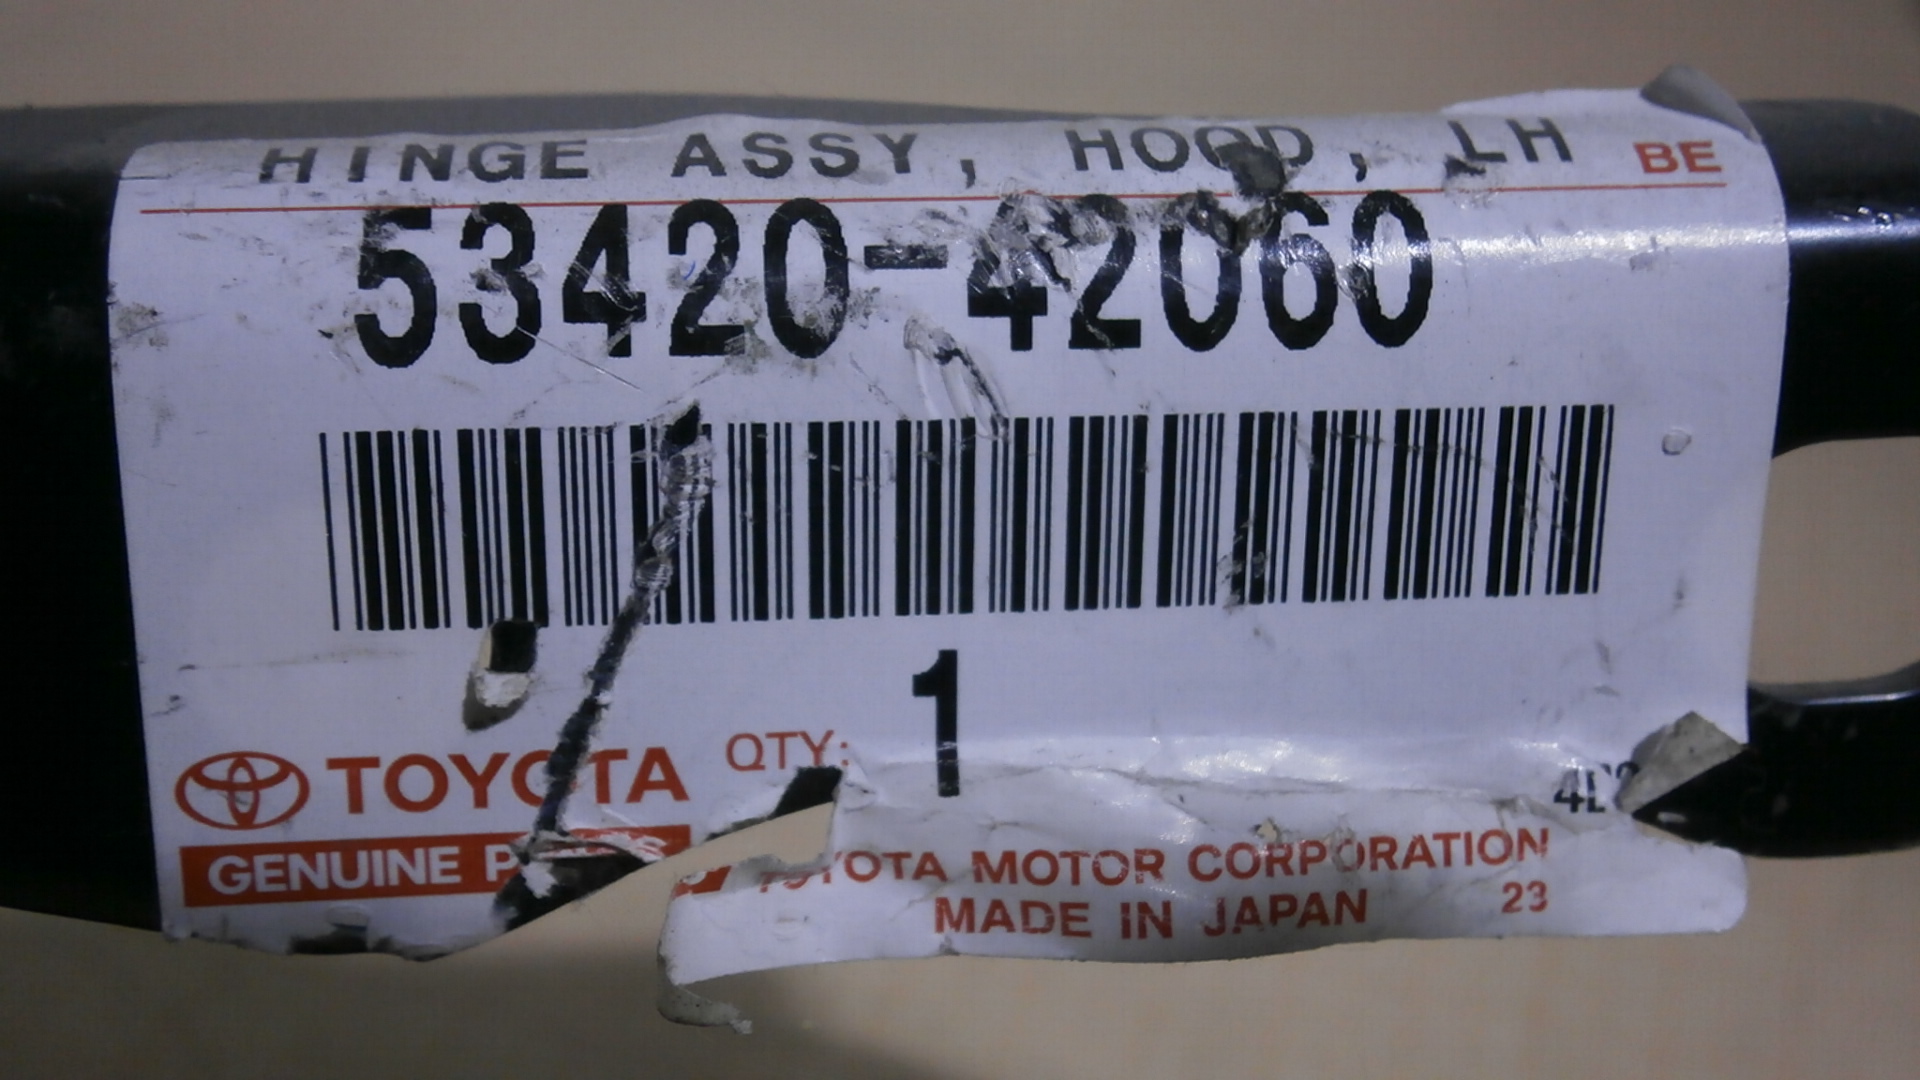 HINGE ASSY, HOOD, LH BE
53420-42060
QTY: 1
TOYOTA
GENUINE
TOYOTA MOTOR CORPORATION
MADE IN JAPAN 23